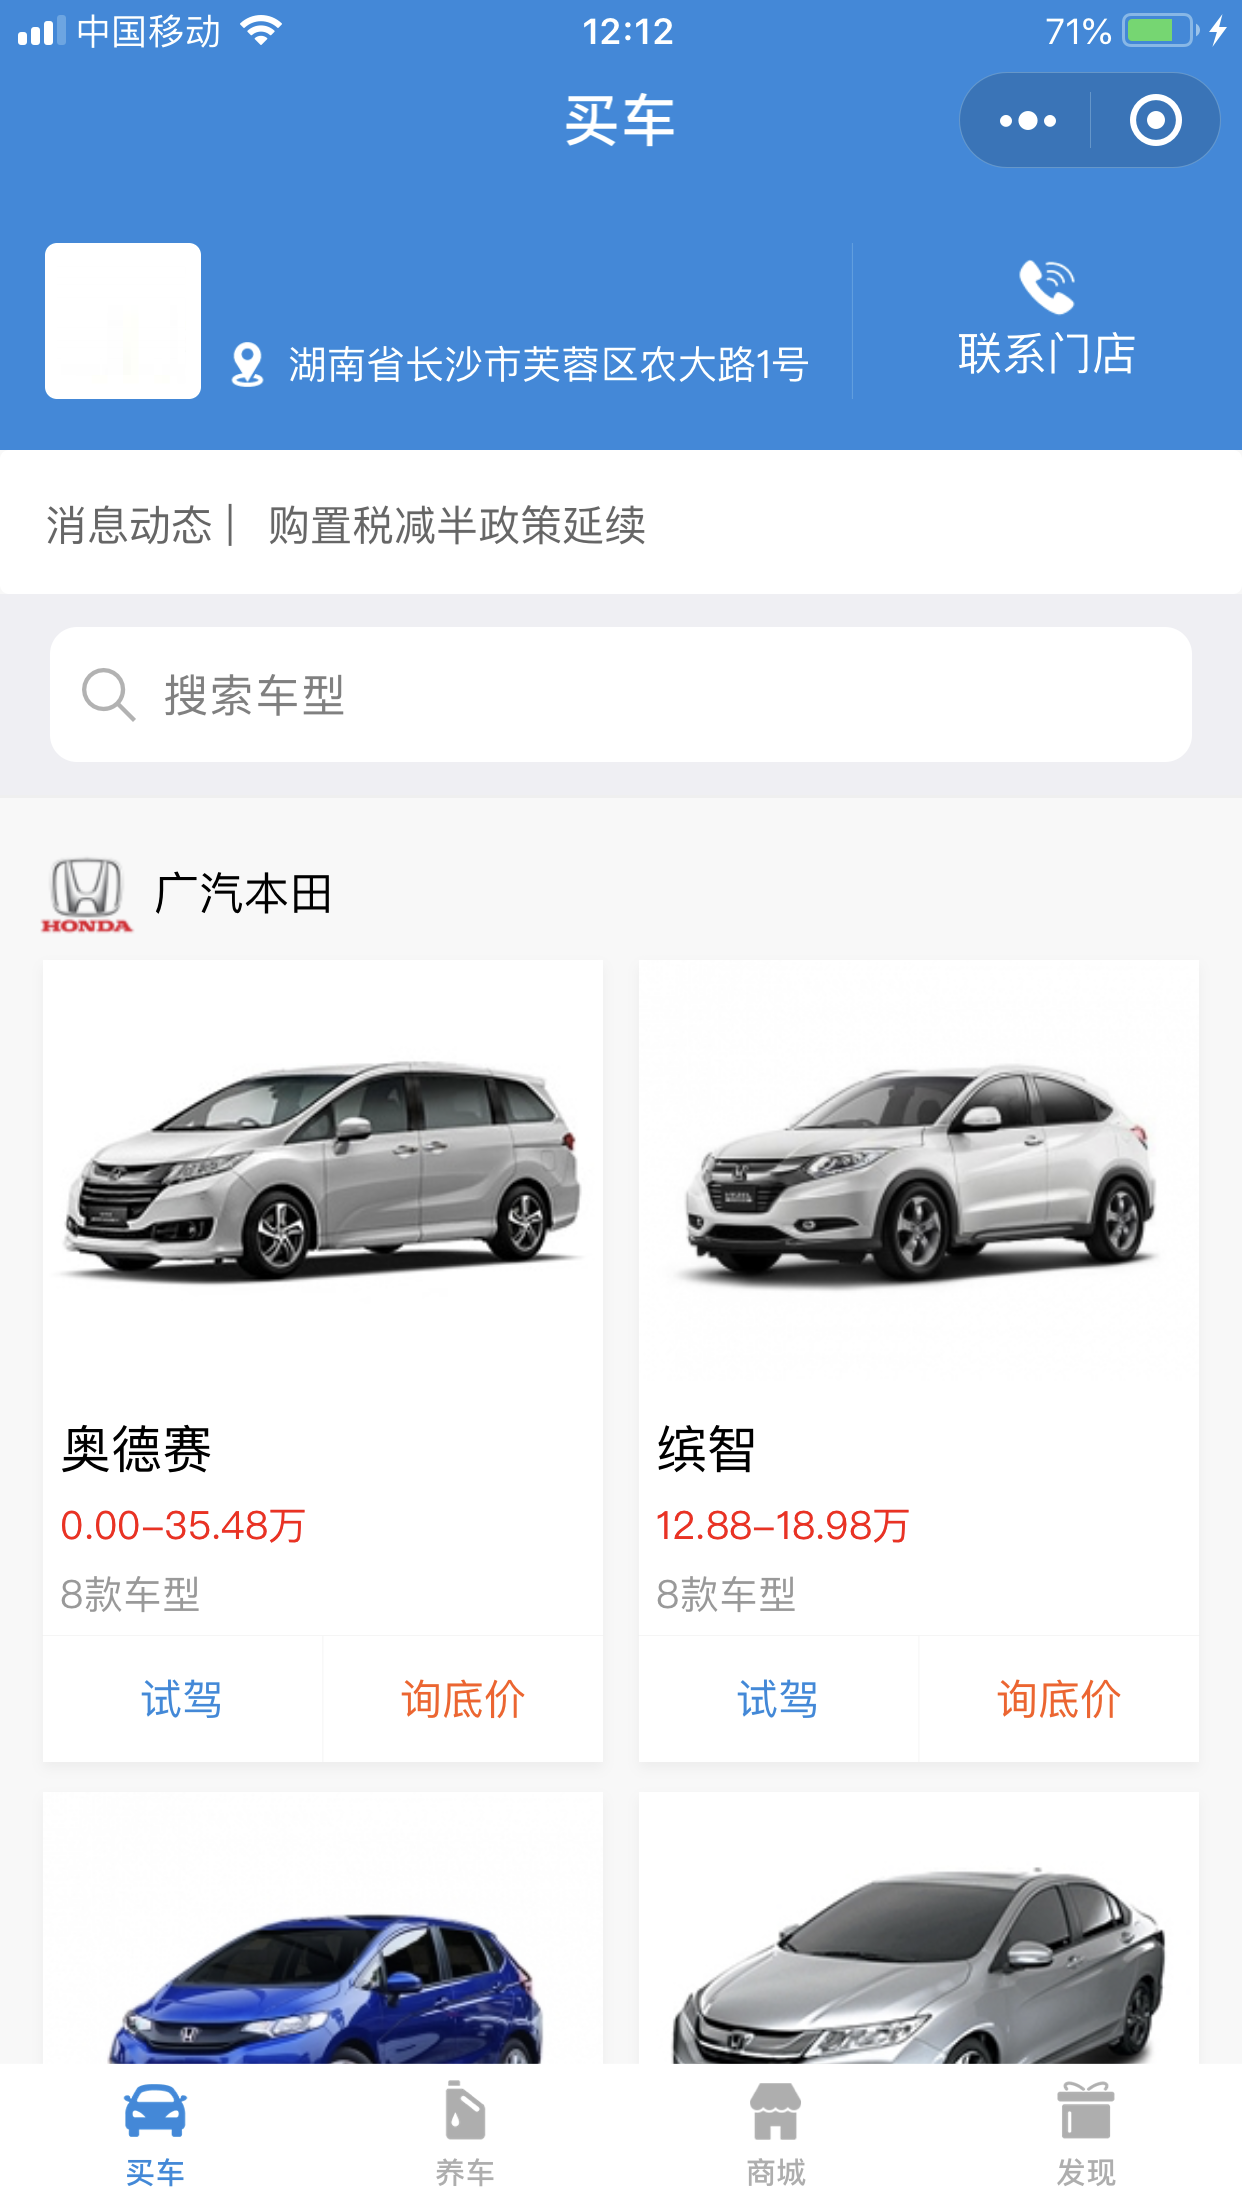 中国移动
12:12
71%
买车
湖南省长沙市芙蓉区农大路1号
联系门店
消息动态 | 购置税减半政策延续
搜索车型
HONDA
广汽本田
奥德赛
0.00-35.48万
8款车型
试驾
询底价
缤智
12.88-18.98万
8款车型
试驾
询底价
买车
养车
商城
发现